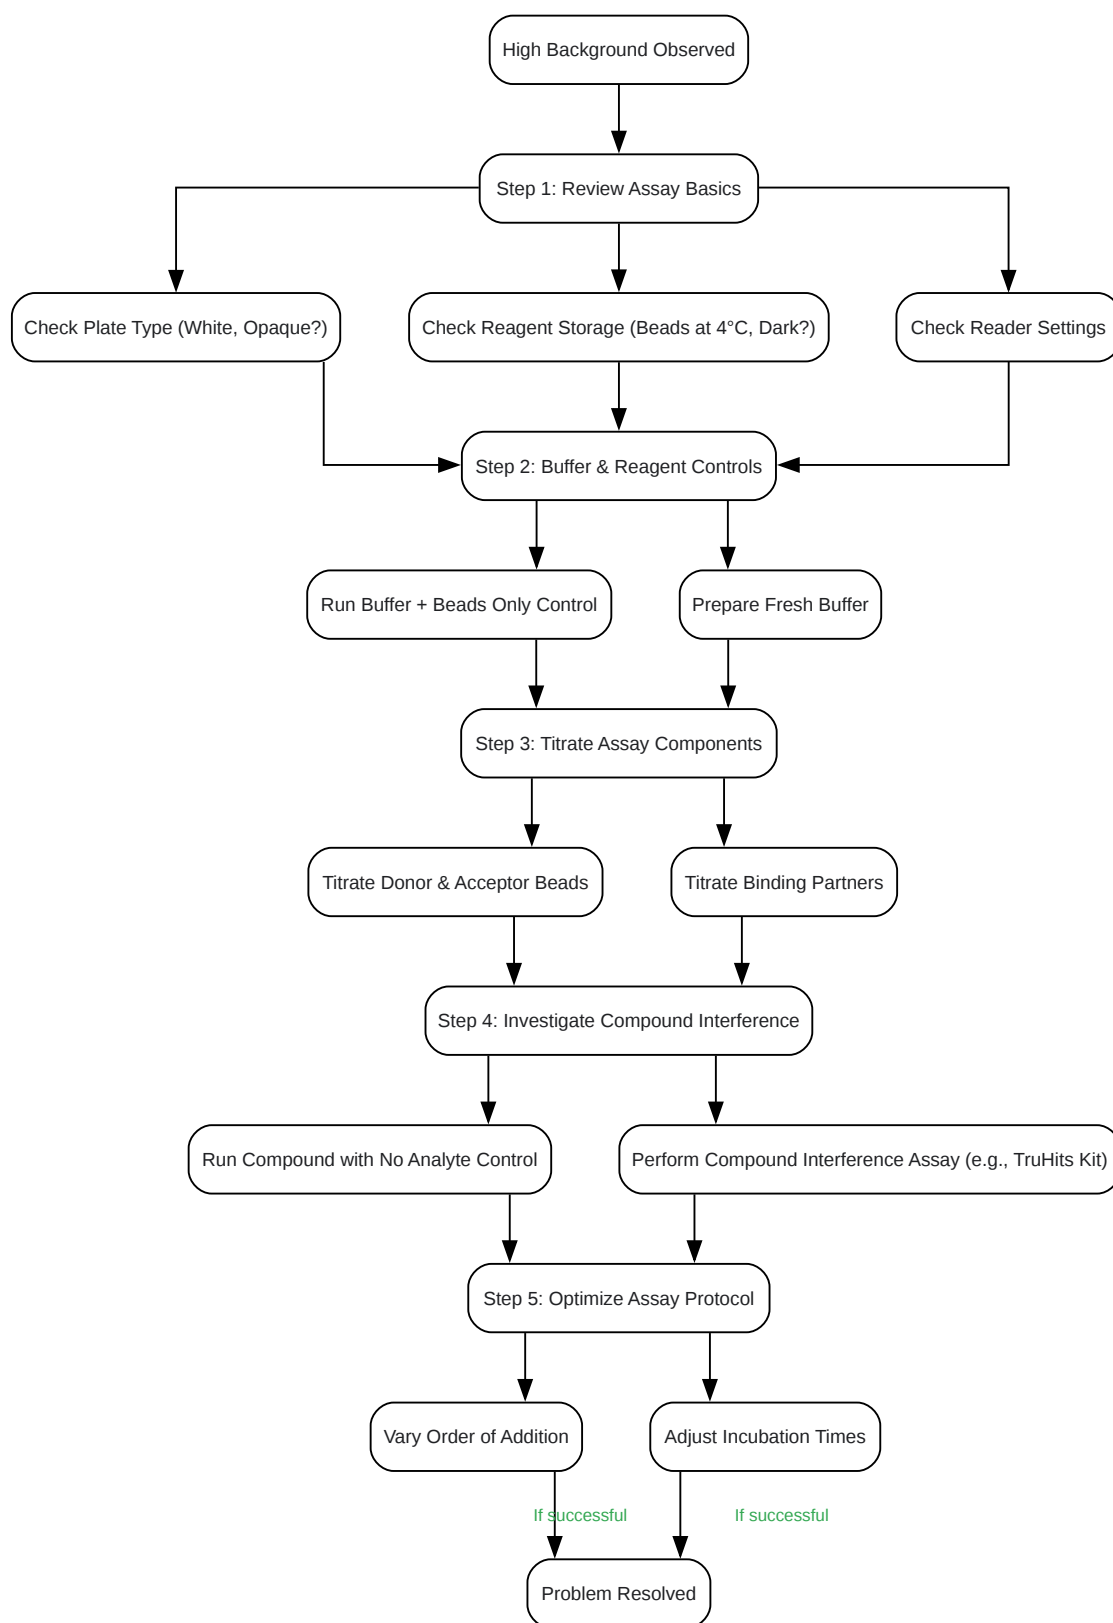 High Background Observed
Step 1: Review Assay Basics
Check Plate Type (White, Opaque?)
Check Reagent Storage (Beads at 4°C, Dark?)
Check Reader Settings
Step 2: Buffer & Reagent Controls
Run Buffer + Beads Only Control
Prepare Fresh Buffer
Step 3: Titrate Assay Components
Titrate Donor & Acceptor Beads
Titrate Binding Partners
Step 4: Investigate Compound Interference
Run Compound with No Analyte Control
Perform Compound Interference Assay (e.g., TruHits Kit)
Step 5: Optimize Assay Protocol
Vary Order of Addition
Adjust Incubation Times
If successful
If successful
Problem Resolved